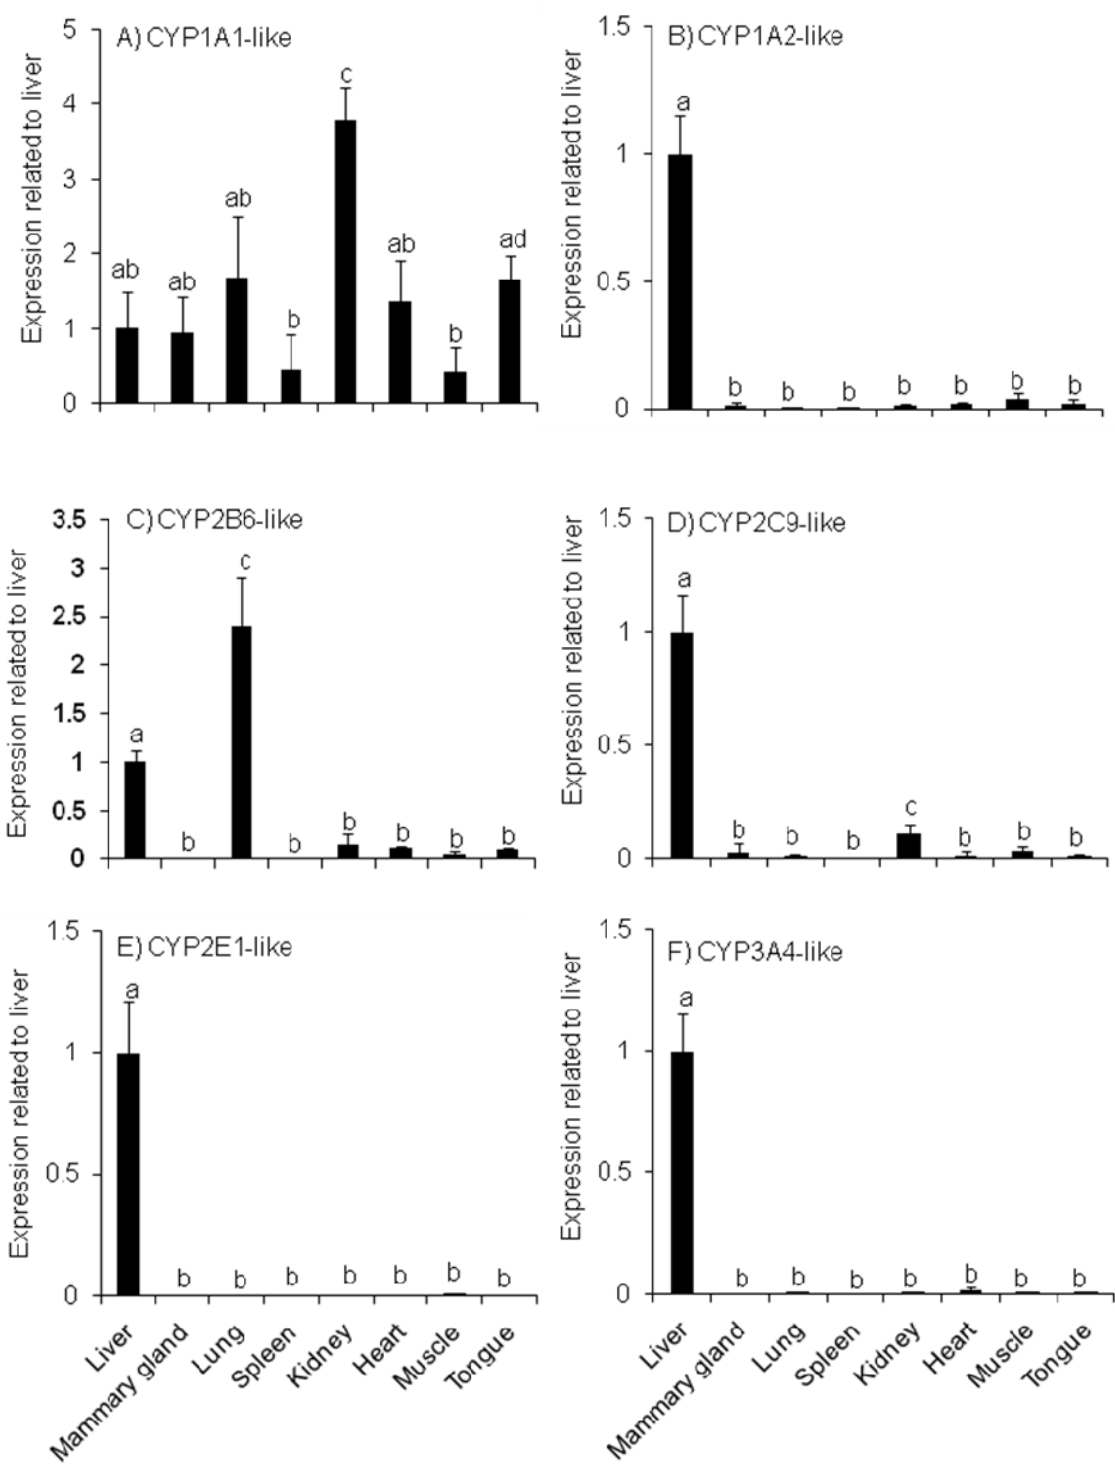 A) CYP1A1-like
Expression related to liver
5
4
3
2
1
0
ab
ab
ab
b
c
ab
b
ad
B) CYP1A2-like
Expression related to liver
1.5
1
0.5
0
a
b
b
b
b
b
b
b
C) CYP2B6-like
Expression related to liver
3.5
3
2.5
2
1.5
1
0.5
0
a
b
c
b
b
b
b
b
D) CYP2C9-like
Expression related to liver
1.5
1
0.5
0
a
b
b
b
c
b
b
b
E) CYP2E1-like
Expression related to liver
1.5
1
0.5
0
a
b
b
b
b
b
b
b
Liver
Mammary gland
Lung
Spleen
Kidney
Heart
Muscle
Tongue
F) CYP3A4-like
Expression related to liver
1.5
1
0.5
0
a
b
b
b
b
b
b
b
Liver
Mammary gland
Lung
Spleen
Kidney
Heart
Muscle
Tongue